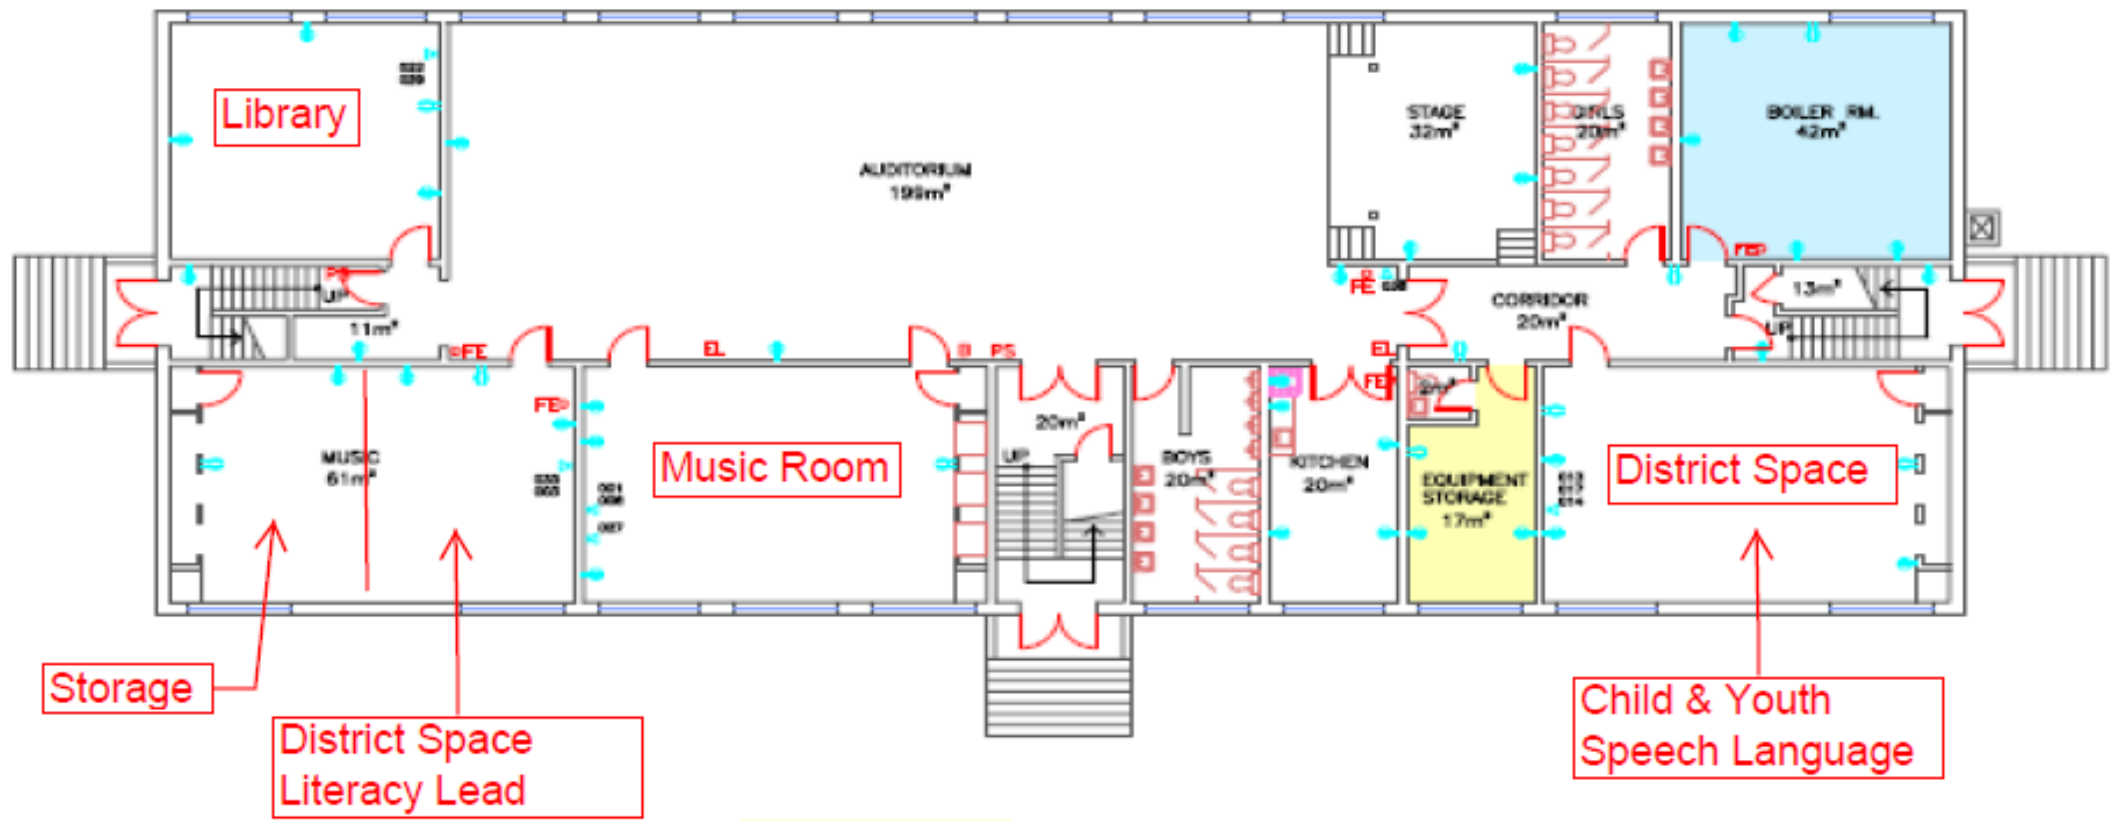 Library
AUDITORIUM
199m²
STAGE
32m²
GIRLS
20m²
BOILER RM.
42m²
FEP
UP
11m²
FE
EL
PS
FE
CORRIDOR
20m²
13m²
UP
EL
FEP
2m²
FEP
MUSIC
61m²
Music Room
20m²
UP
BOYS
20m²
KITCHEN
20m²
EQUIPMENT
STORAGE
17m²
District Space
Storage
District Space
Literacy Lead
Child & Youth
Speech Language